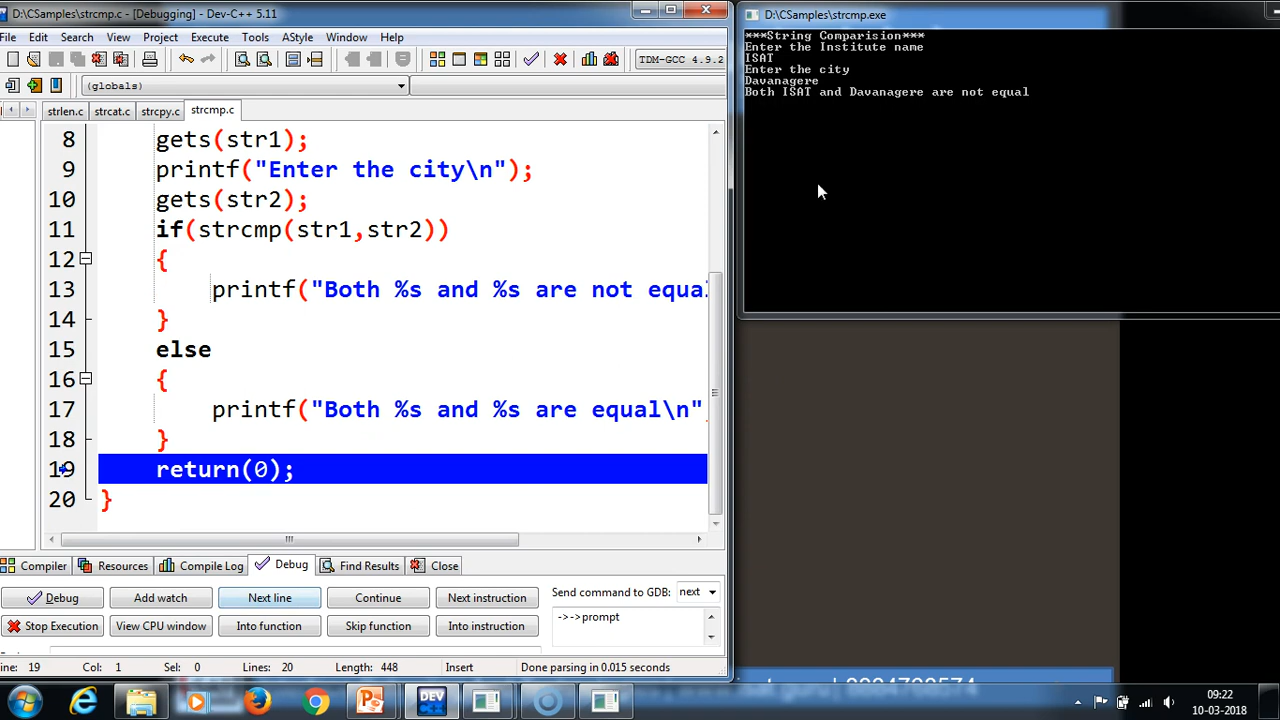 D:\CSamples\strcmp.c - [Debugging] - Dev-C++ 5.11
File Edit Search View Project Execute Tools AStyle Window Help
TDM-GCC 4.9.2
(globals)
strlen.c strcat.c strcpy.c strcmp.c
8 gets(str1);
9 printf("Enter the city\n");
10 gets(str2);
11 if(strcmp(str1,str2))
12 {
13 printf("Both %s and %s are not equal
14 }
15 else
16 {
17 printf("Both %s and %s are equal\n"
18 }
19 return(0);
20 }
Compiler Resources Compile Log Debug Find Results Close
Debug Add watch Next line Continue Next instruction
Send command to GDB: next
Stop Execution View CPU window Into function Skip function Into instruction
->->prompt
ine: 19 Col: 1 Sel: 0 Lines: 20 Length: 448 Insert Done parsing in 0.015 seconds
D:\CSamples\strcmp.exe
***String Comparision***
Enter the Institute name
ISAT
Enter the city
Davanagere
Both ISAT and Davanagere are not equal
DEV
09:22
10-03-2018